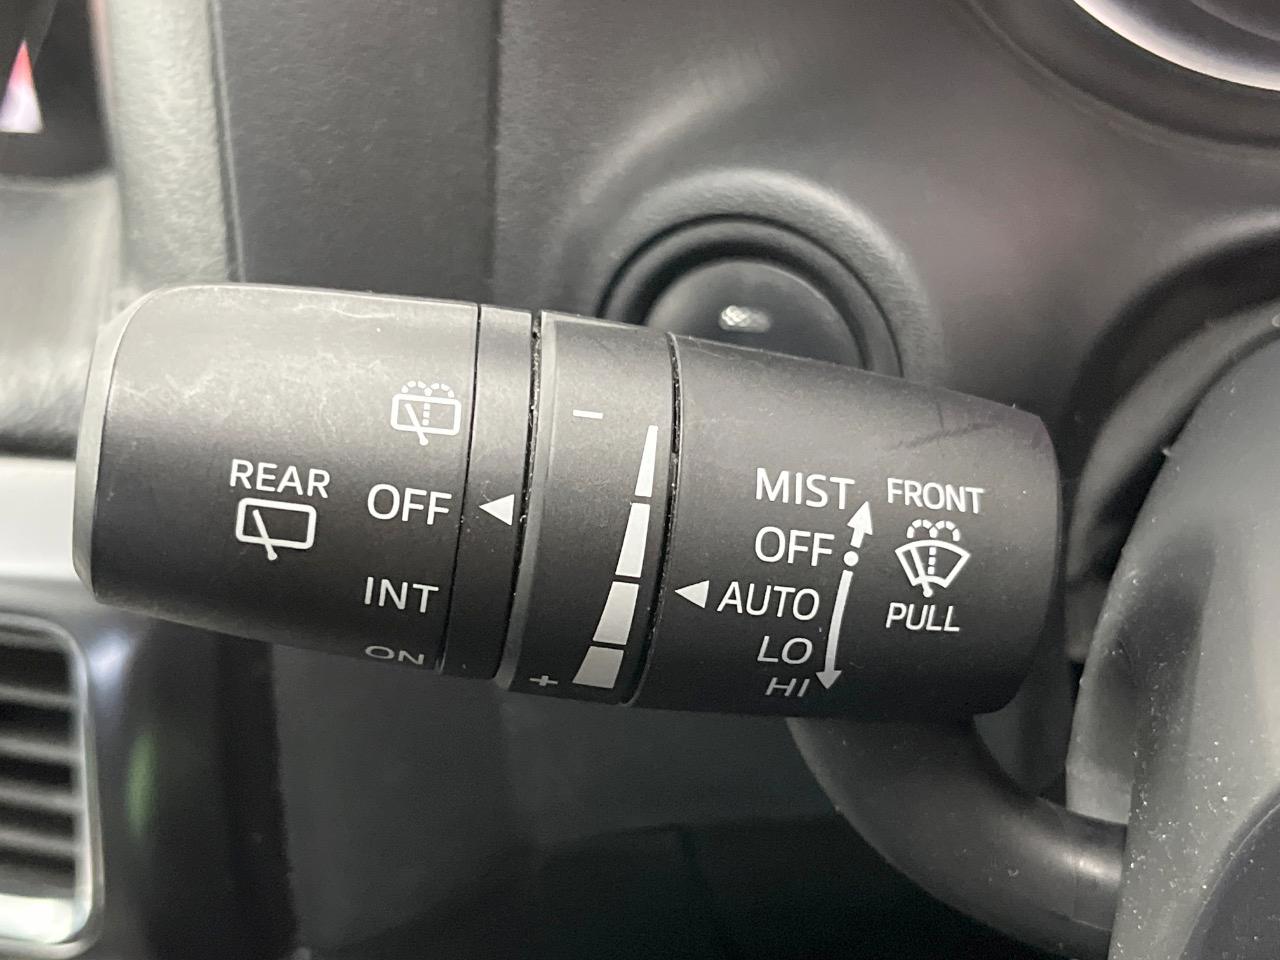 REAR
OFF
INT
ON
−
+
MIST
OFF
AUTO
LO
HI
FRONT
PULL